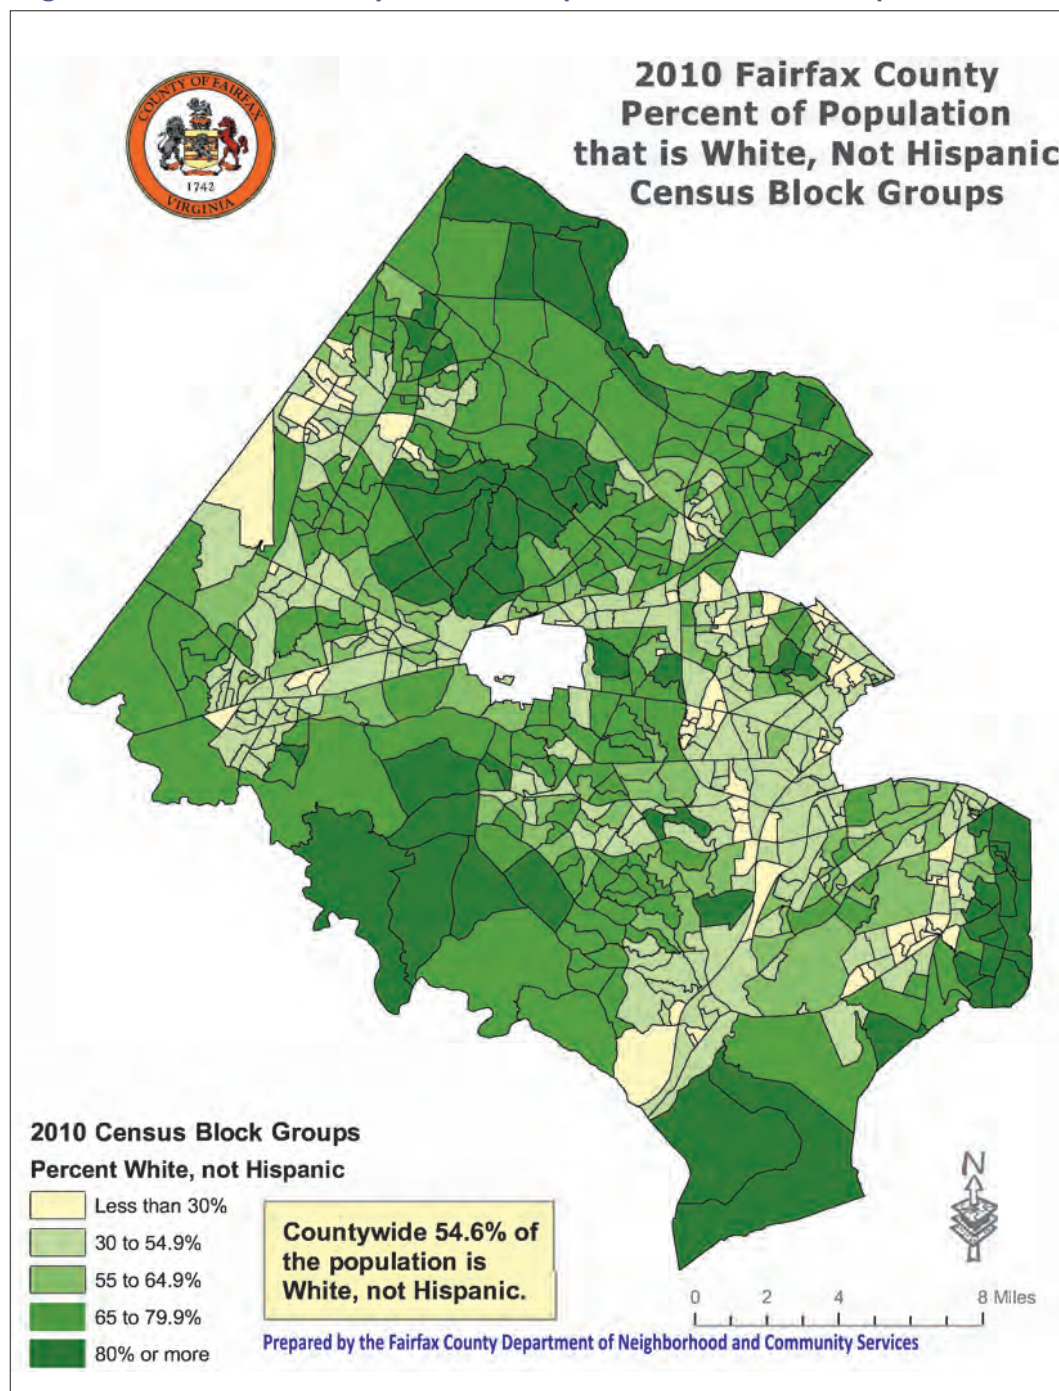 2010 Fairfax County
Percent of Population
that is White, Not Hispanic
Census Block Groups
COUNTY OF FAIRFAX
1742
VIRGINIA
2010 Census Block Groups
Percent White, not Hispanic
Less than 30%
30 to 54.9%
55 to 64.9%
65 to 79.9%
80% or more
Countywide 54.6% of
the population is
White, not Hispanic.
N
0 2 4 8 Miles
Prepared by the Fairfax County Department of Neighborhood and Community Services